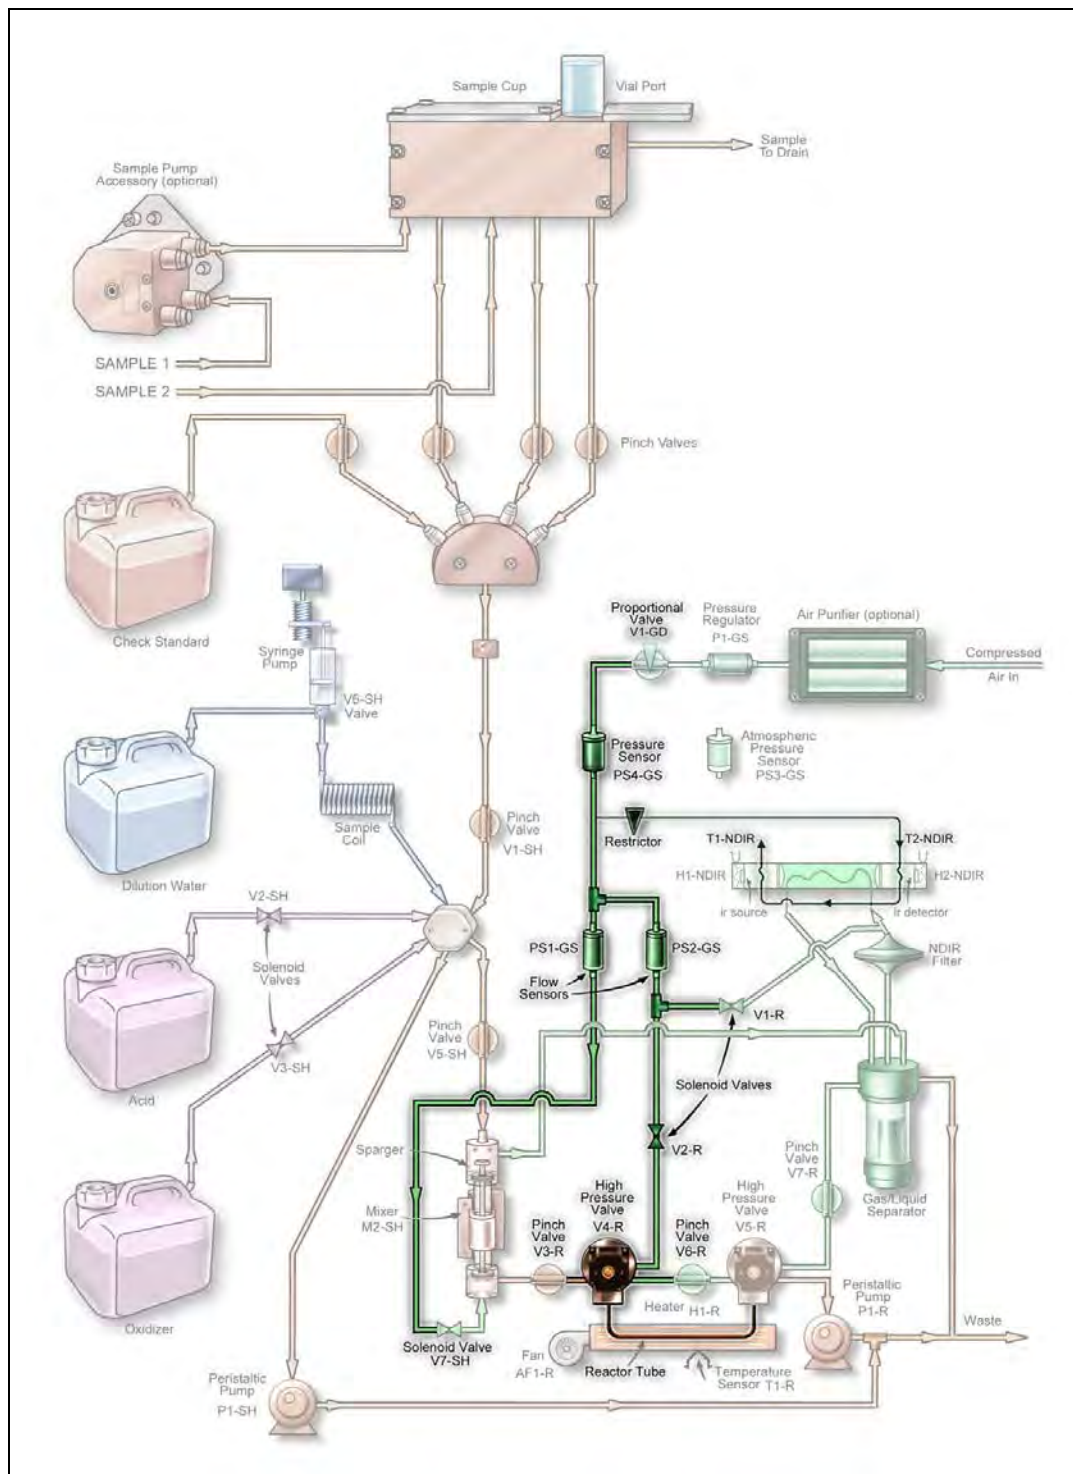 Sample Cup
Vial Port
Sample
To Drain
Sample Pump
Accessory (optional)
SAMPLE 1
SAMPLE 2
Pinch Valves
Check Standard
Syringe
Pump
V6-SH
Valve
Proportional
Valve
V1-GD
Pressure
Regulator
P1-GS
Air Purifier (optional)
Compressed
Air In
Pressure
Sensor
PS4-GS
Atmospheric
Pressure
Sensor
PS3-GS
Sample
Coil
Pinch
Valve
V1-SH
Restrictor
T1-NDIR
T2-NDIR
H1-NDIR
H2-NDIR
ir source
ir detector
Dilution Water
V2-SH
Solenoid
Valves
V3-SH
Acid
PS1-GS
PS2-GS
Flow
Sensors
NDIR
Filter
V1-R
Pinch
Valve
V5-SH
Solenoid Valves
V2-R
Sparger
Mixer
M2-SH
High
Pressure
Valve
V4-R
Pinch
Valve
V3-R
Pinch
Valve
V6-R
High
Pressure
Valve
V5-R
Pinch
Valve
V7-R
Gas/Liquid
Separator
Oxidizer
Heater H1-R
Peristaltic
Pump
P1-R
Waste
Solenoid Valve
V7-SH
Fan
AF1-R
Reactor Tube
Temperature
Sensor T1-R
Peristaltic
Pump
P1-SH